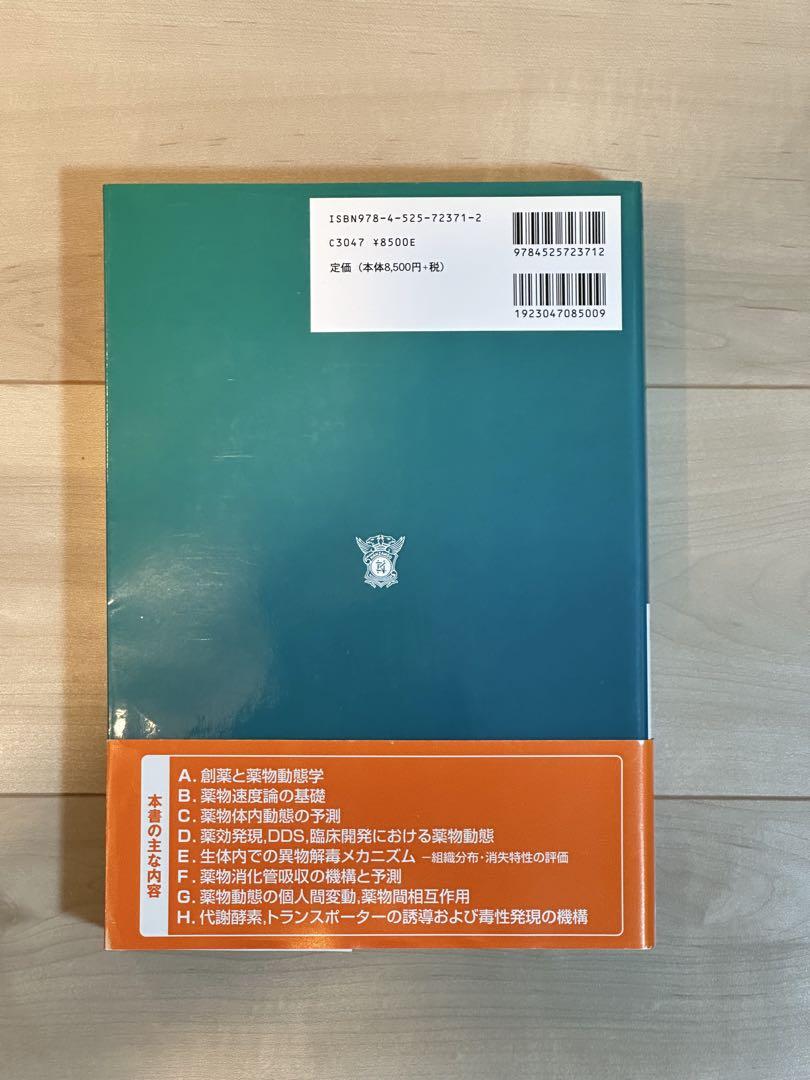 ISBN978-4-525-72371-2
C3047 ¥8500E
定価（本体8,500円+税）
9784525723712
1923047085009
本書の主な内容
A. 創薬と薬物動態学
B. 薬物速度論の基礎
C. 薬物体内動態の予測
D. 薬効発現,DDS,臨床開発における薬物動態
E. 生体内での異物解毒メカニズム −組織分布・消失特性の評価
F. 薬物消化管吸収の機構と予測
G. 薬物動態の個人間変動,薬物間相互作用
H. 代謝酵素,トランスポーターの誘導および毒性発現の機構